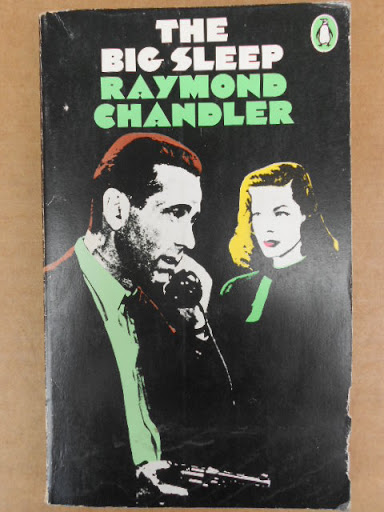 THE
BIG SLEEP
RAYMOND
CHANDLER